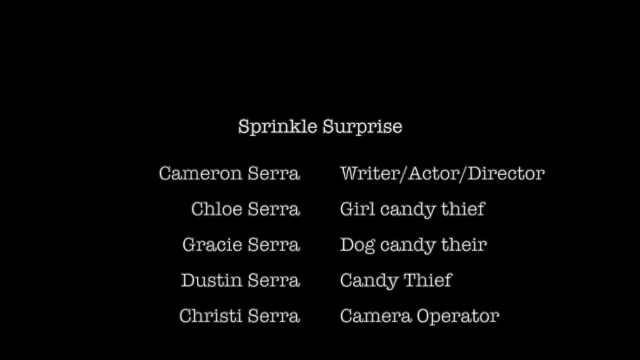 Sprinkle Surprise
Cameron Serra Writer/Actor/Director
Chloe Serra Girl candy thief
Gracie Serra Dog candy their
Dustin Serra Candy Thief
Christi Serra Camera Operator